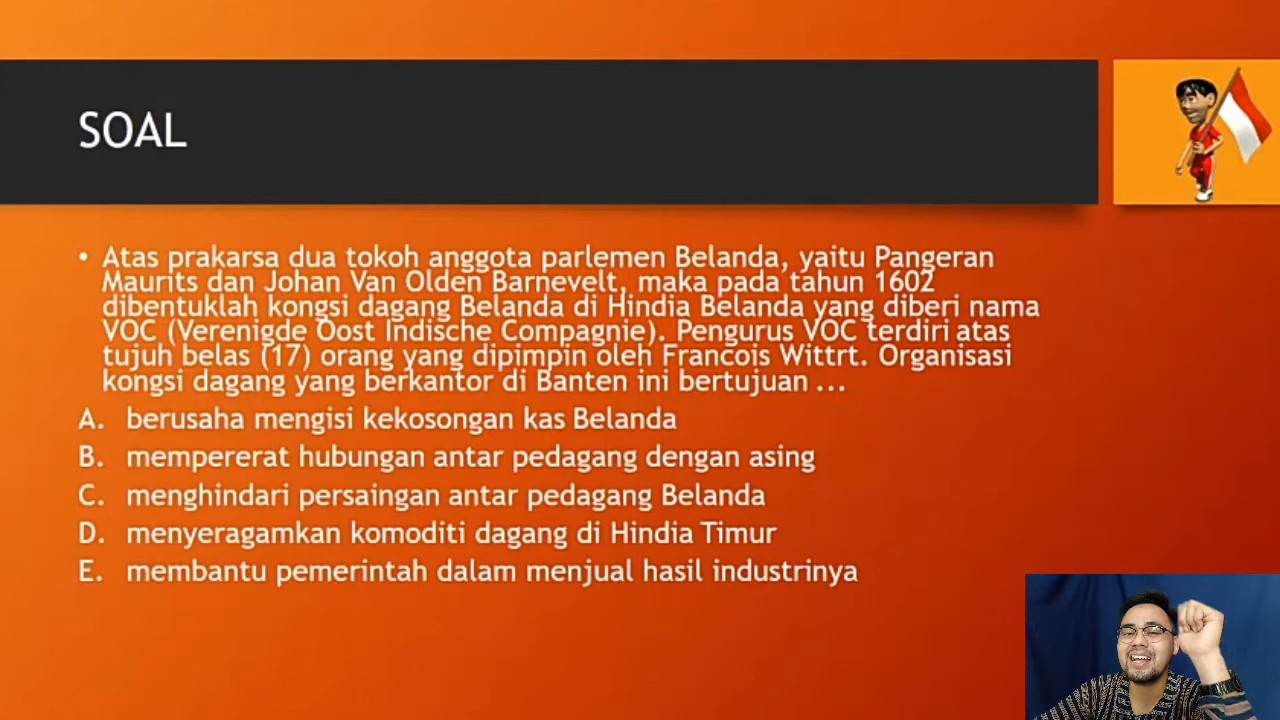 SOAL
• Atas prakarsa dua tokoh anggota parlemen Belanda, yaitu Pangeran
Maurits dan Johan Van Olden Barnevelt, maka pada tahun 1602
dibentuklah kongsi dagang Belanda di Hindia Belanda yang diberi nama
VOC (Verenigde Oost Indische Compagnie). Pengurus VOC terdiri atas
tujuh belas (17) orang yang dipimpin oleh Francois Wittrt. Organisasi
kongsi dagang yang berkantor di Banten ini bertujuan ...
A. berusaha mengisi kekosongan kas Belanda
B. mempererat hubungan antar pedagang dengan asing
C. menghindari persaingan antar pedagang Belanda
D. menyeragamkan komoditi dagang di Hindia Timur
E. membantu pemerintah dalam menjual hasil industrinya